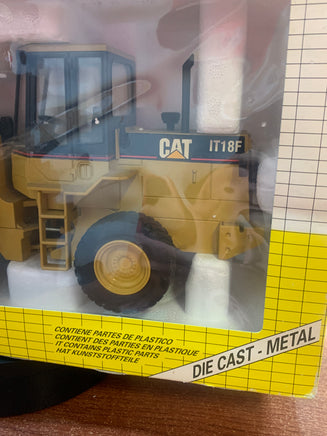 CAT IT18F
CONTIENE PARTES DE PLASTICO
CONTIENT DES PARTIES EN PLASTIQUE
IT CONTAINS PLASTIC PARTS
HAT KUNSTSTOFFTEILE
DIE CAST - METAL